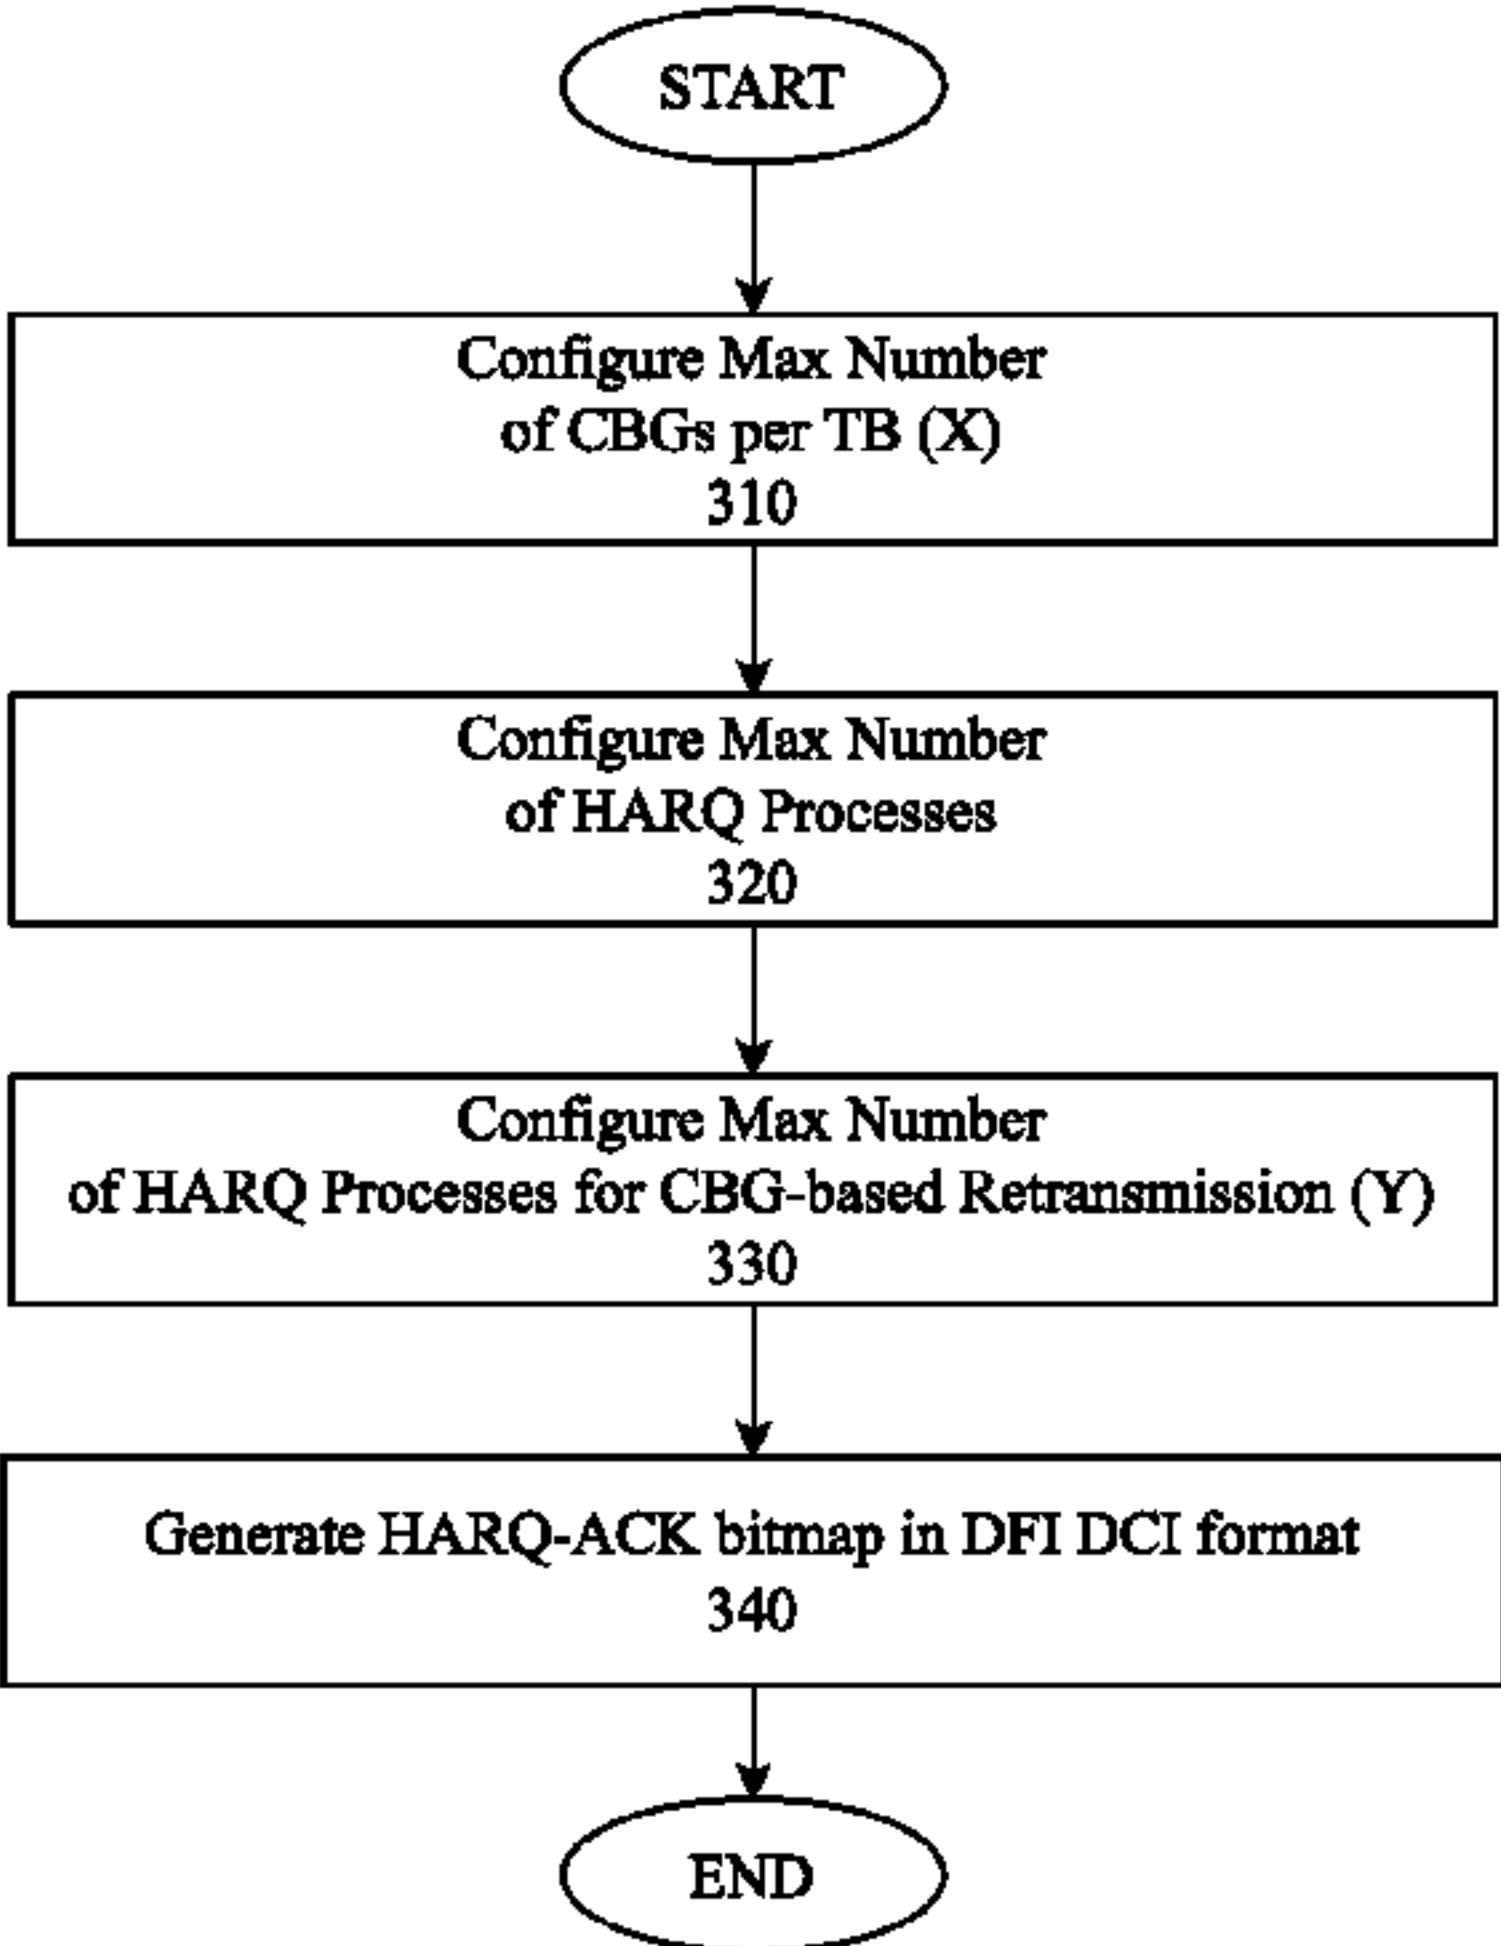 START
Configure Max Number
of CBGs per TB (X)
310
Configure Max Number
of HARQ Processes
320
Configure Max Number
of HARQ Processes for CBG-based Retransmission (Y)
330
Generate HARQ-ACK bitmap in DFI DCI format
340
END